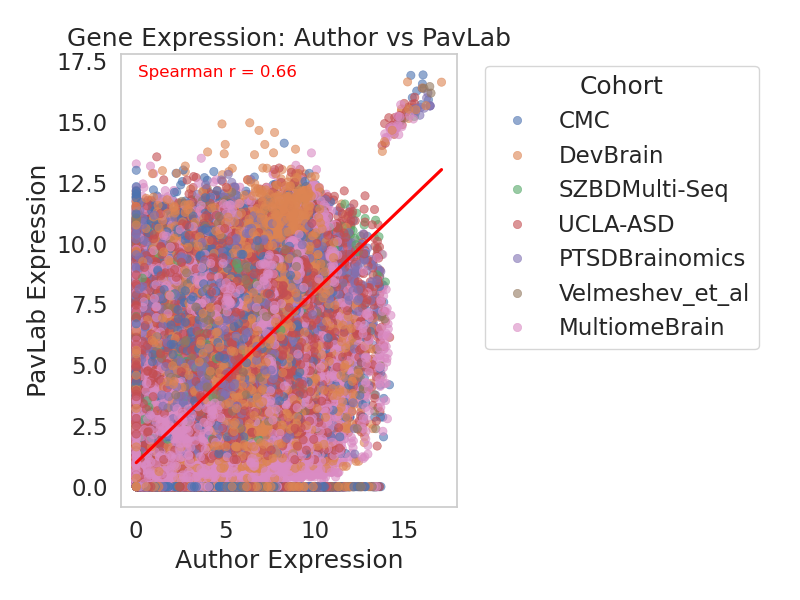 Gene Expression: Author vs PavLab
Spearman r = 0.66
17.5
15.0
12.5
10.0
7.5
5.0
2.5
0.0
PavLab Expression
0
5
10
15
Author Expression
Cohort
CMC
DevBrain
SZBDMulti-Seq
UCLA-ASD
PTSDBrainomics
Velmeshev_et_al
MultiomeBrain